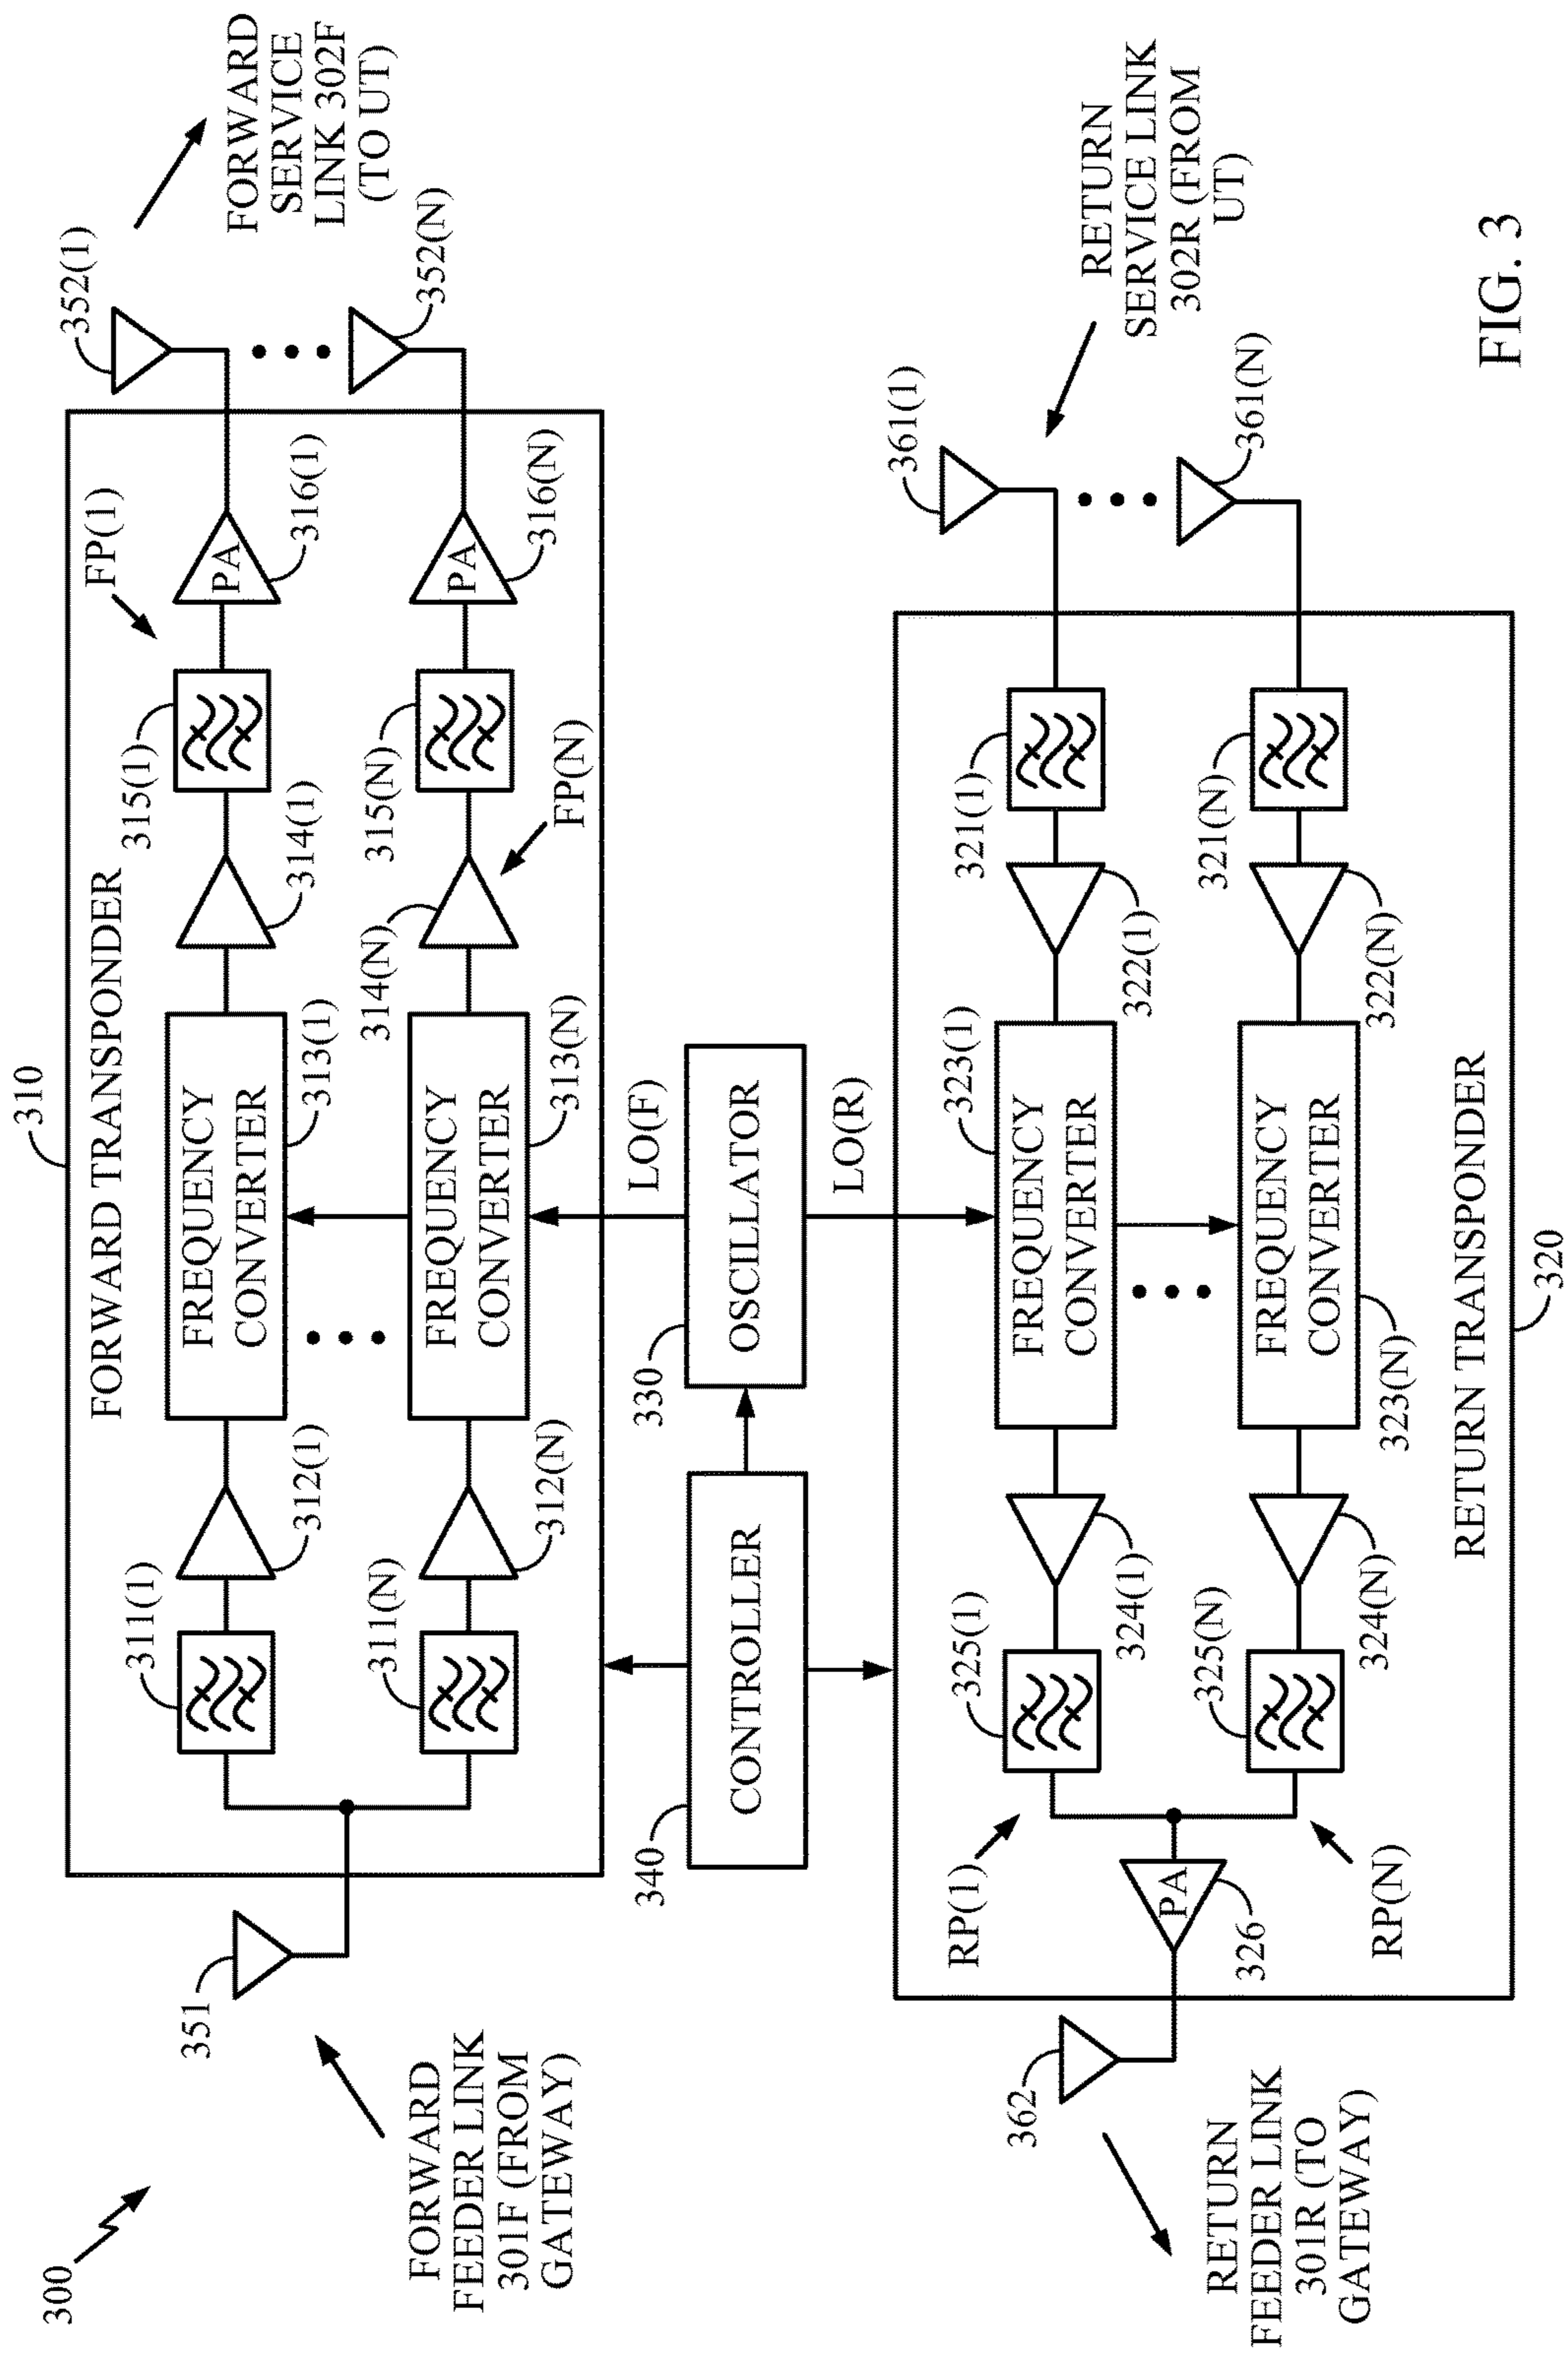 300
310
FORWARD TRANSPONDER
351
FORWARD
FEEDER LINK
301F (FROM
GATEWAY)
311(1)
312(1)
FREQUENCY
CONVERTER
313(1)
314(1)
315(1)
FP(1)
PA
316(1)
352(1)
FORWARD
SERVICE
LINK 302F
(TO UT)
311(N)
312(N)
FREQUENCY
CONVERTER
313(N)
314(N)
315(N)
FP(N)
PA
316(N)
352(N)
340
CONTROLLER
330
OSCILLATOR
LO(F)
LO(R)
362
RETURN
FEEDER LINK
301R (TO
GATEWAY)
RP(1)
PA
326
RP(N)
325(1)
324(1)
FREQUENCY
CONVERTER
323(1)
322(1)
321(1)
361(1)
RETURN
SERVICE LINK
302R (FROM
UT)
325(N)
324(N)
FREQUENCY
CONVERTER
323(N)
322(N)
321(N)
361(N)
RETURN TRANSPONDER
320
FIG. 3